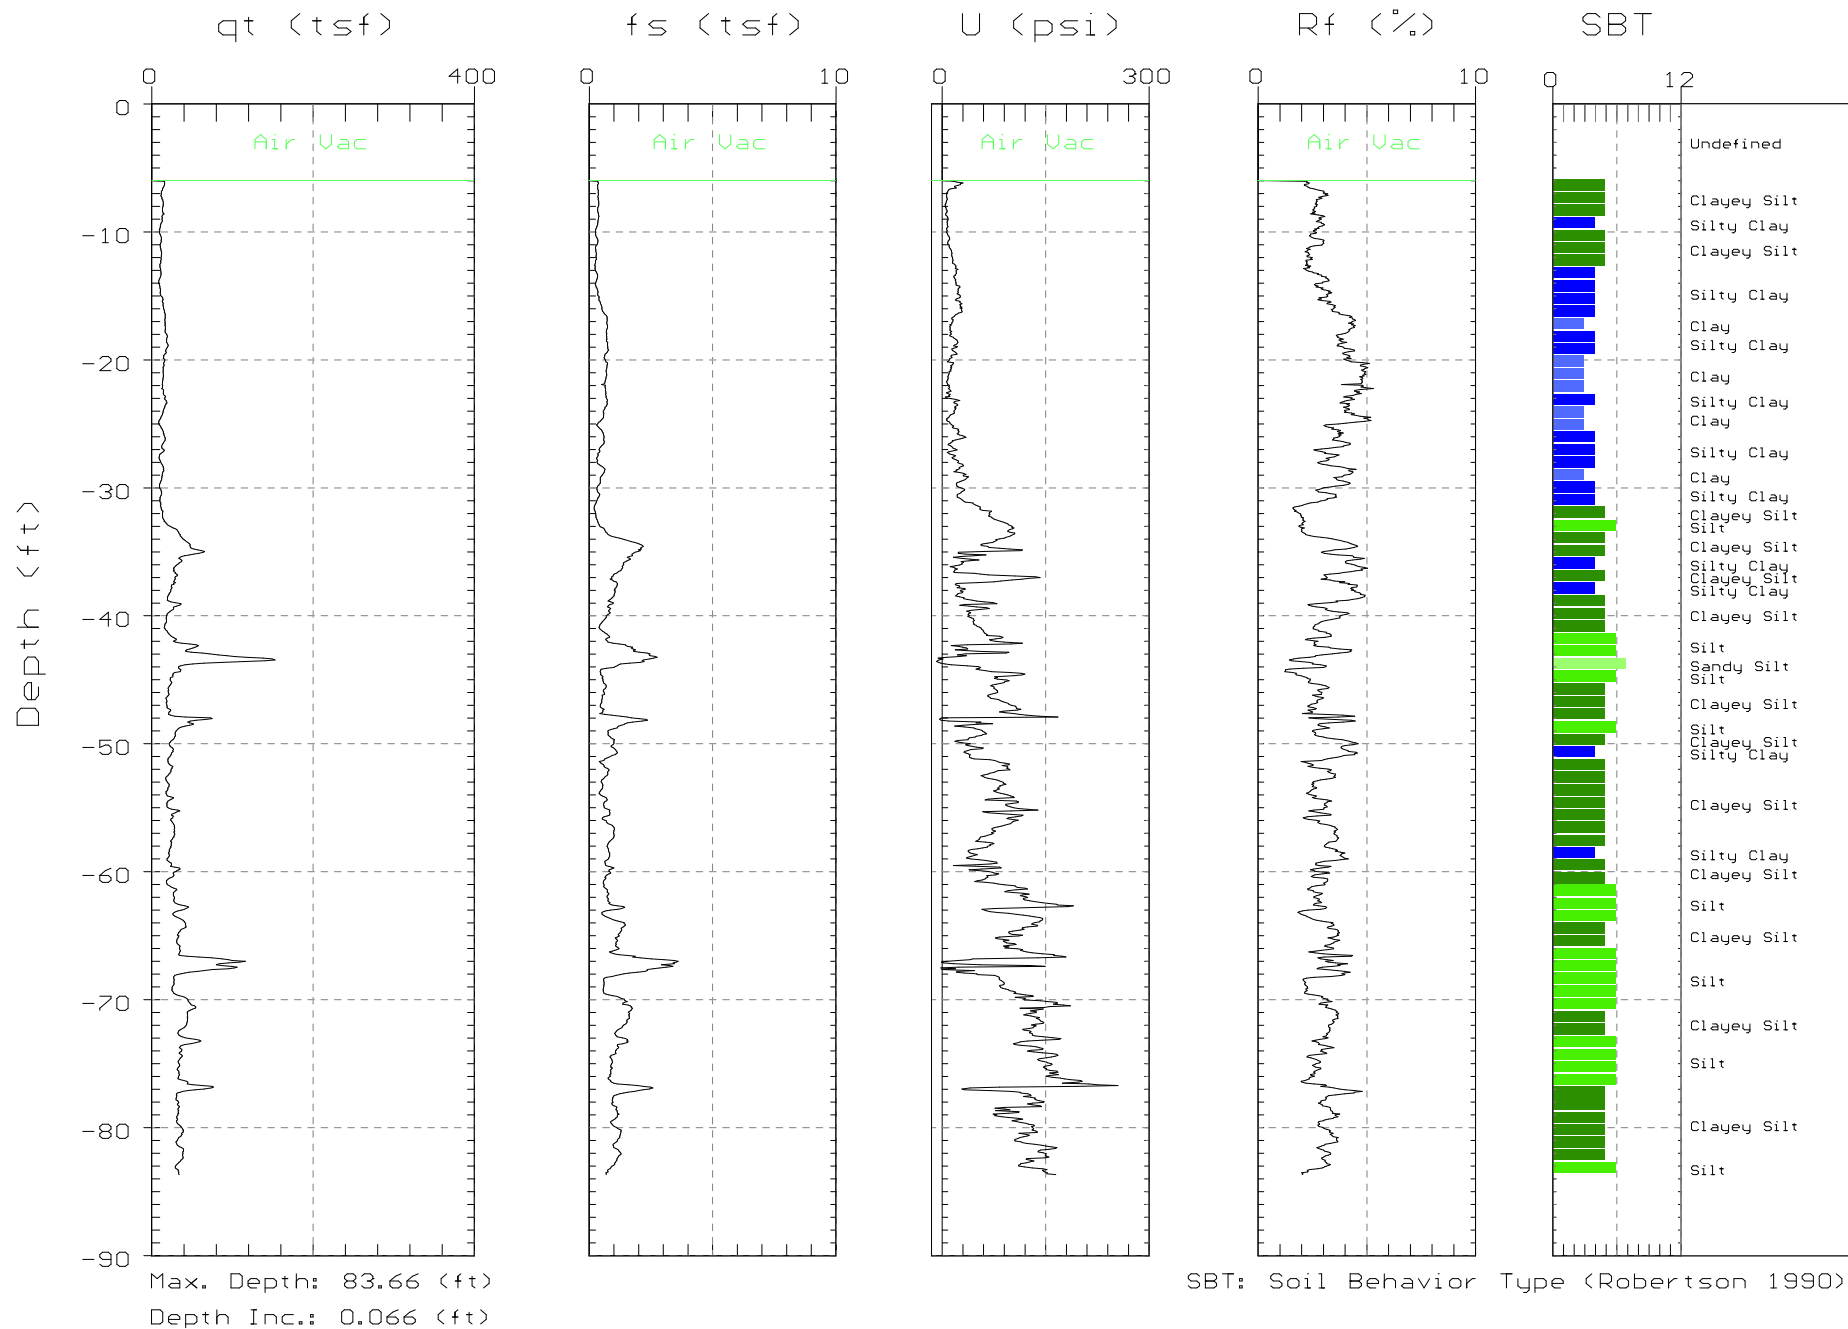 qt (tsf) fs (tsf) U (psi) Rf (%) SBT
0 400 0 10 0 300 0 10 0 12
0
Air Vac Air Vac Air Vac Air Vac
Undefined
Clayey Silt
Silty Clay
-10
Clayey Silt
Silty Clay
Clay
Silty Clay
-20
Clay
Silty Clay
Clay
Silty Clay
Clay
-30
Silty Clay
Clayey Silt
Silt
Clayey Silt
Silty Clay
Clayey Silt
Silty Clay
-40
Clayey Silt
Silt
Sandy Silt
Silt
Clayey Silt
Silt
-50
Clayey Silt
Silty Clay
Clayey Silt
Silty Clay
-60
Clayey Silt
Silt
Clayey Silt
Silt
-70
Clayey Silt
Silt
-80
Clayey Silt
Silt
-90
Depth (ft)
Max. Depth: 83.66 (ft)
SBT: Soil Behavior Type (Robertson 1990)
Depth Inc.: 0.066 (ft)